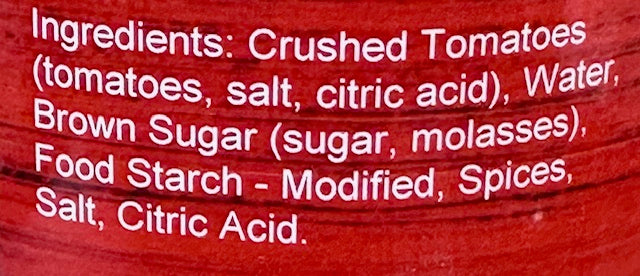 Ingredients: Crushed Tomatoes
(tomatoes, salt, citric acid), Water,
Brown Sugar (sugar, molasses),
Food Starch - Modified, Spices,
Salt, Citric Acid.